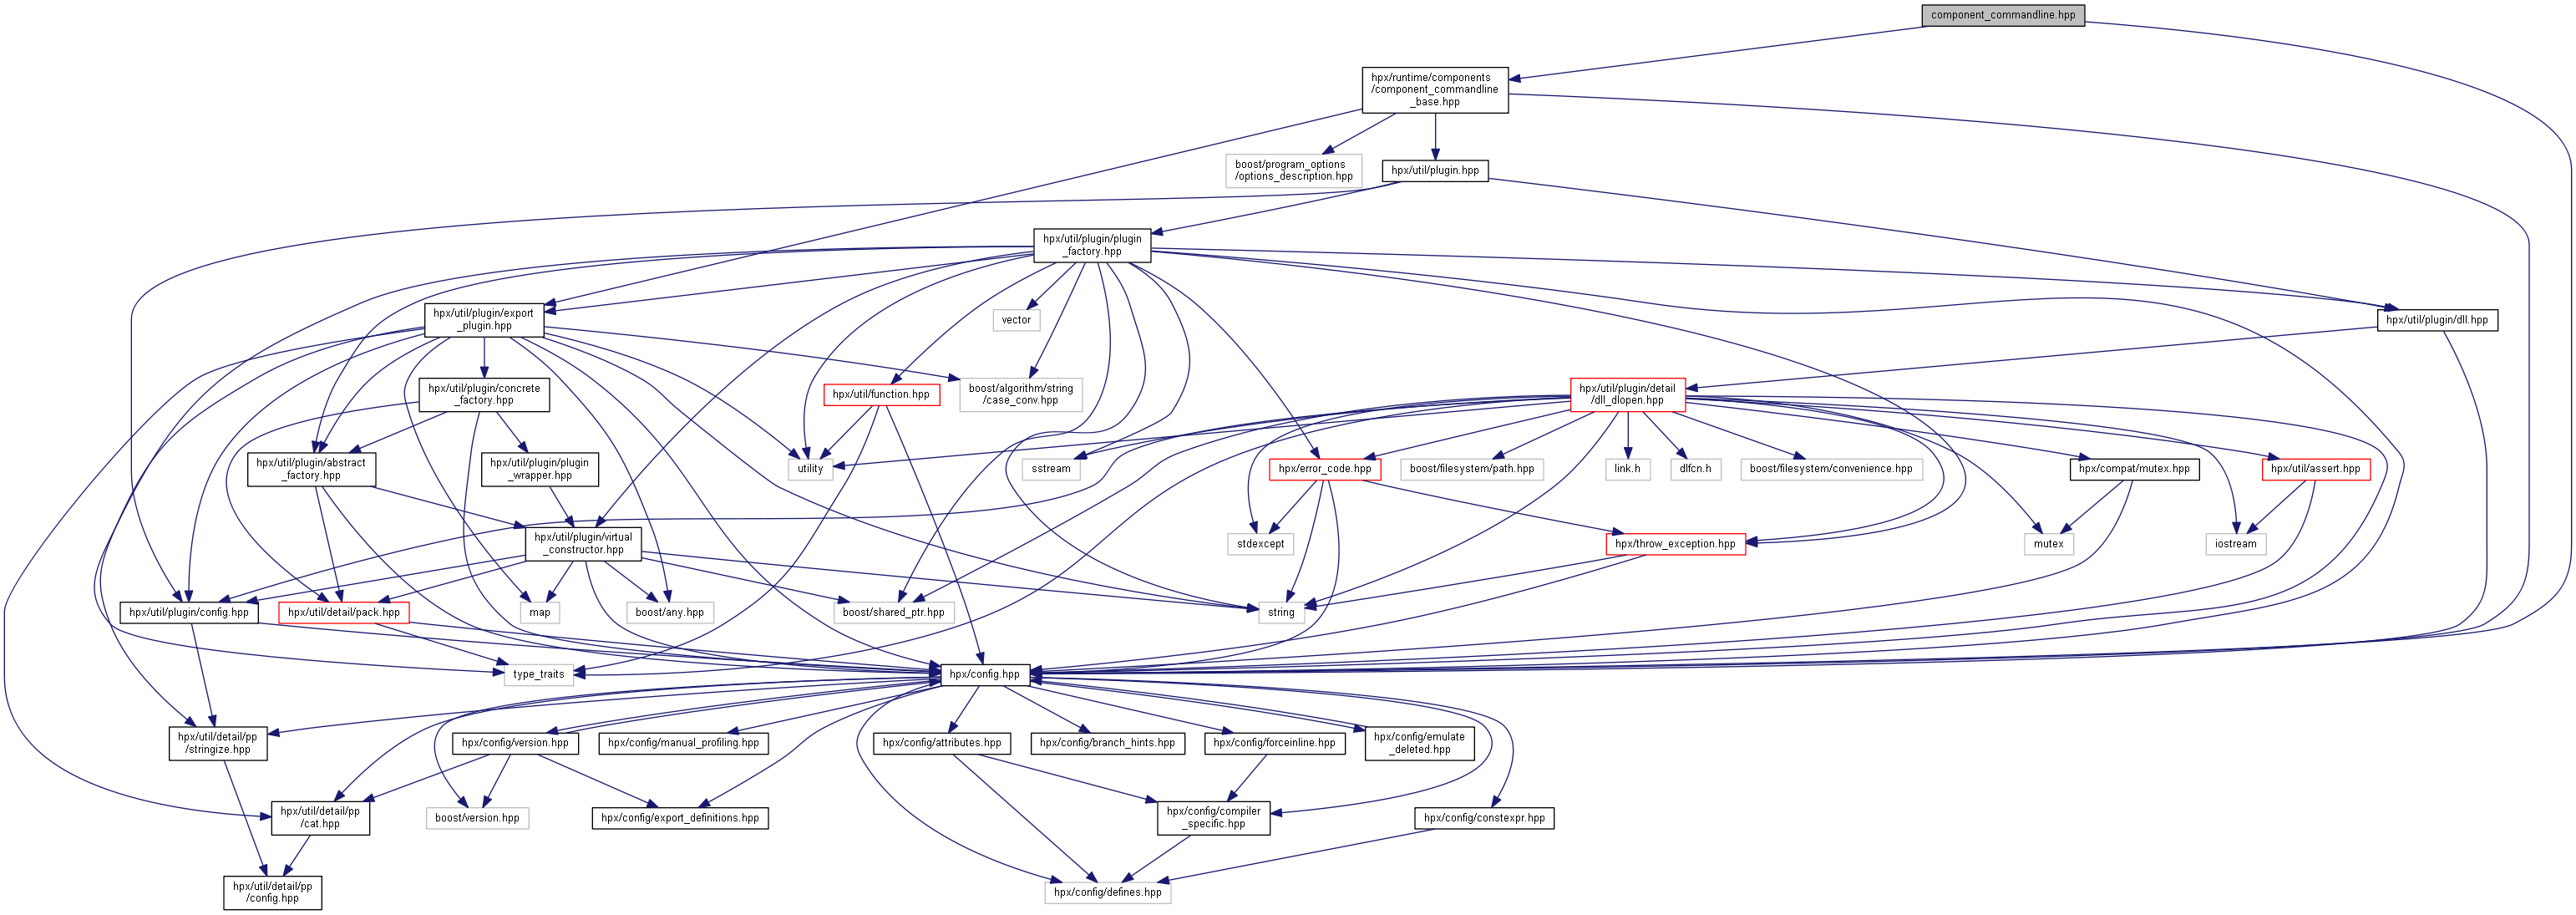 component_commandline.hpp
hpx/runtime/components
/component_commandline
_base.hpp
boost/program_options
/options_description.hpp
hpx/util/plugin.hpp
hpx/util/plugin/plugin
_factory.hpp
hpx/util/plugin/export
_plugin.hpp
vector
hpx/util/plugin/dll.hpp
hpx/util/plugin/concrete
_factory.hpp
hpx/util/function.hpp
boost/algorithm/string
/case_conv.hpp
hpx/util/plugin/detail
/dll_dlopen.hpp
hpx/util/plugin/abstract
_factory.hpp
hpx/util/plugin/plugin
_wrapper.hpp
utility
sstream
hpx/error_code.hpp
boost/filesystem/path.hpp
link.h
dlfcn.h
boost/filesystem/convenience.hpp
hpx/compat/mutex.hpp
hpx/util/assert.hpp
hpx/util/plugin/virtual
_constructor.hpp
stdexcept
hpx/throw_exception.hpp
mutex
iostream
hpx/util/plugin/config.hpp
hpx/util/detail/pack.hpp
map
boost/any.hpp
boost/shared_ptr.hpp
string
type_traits
hpx/config.hpp
hpx/util/detail/pp
/stringize.hpp
hpx/config/version.hpp
hpx/config/manual_profiling.hpp
hpx/config/attributes.hpp
hpx/config/branch_hints.hpp
hpx/config/forceinline.hpp
hpx/config/emulate
_deleted.hpp
hpx/util/detail/pp
/cat.hpp
boost/version.hpp
hpx/config/export_definitions.hpp
hpx/config/compiler
_specific.hpp
hpx/config/constexpr.hpp
hpx/util/detail/pp
/config.hpp
hpx/config/defines.hpp